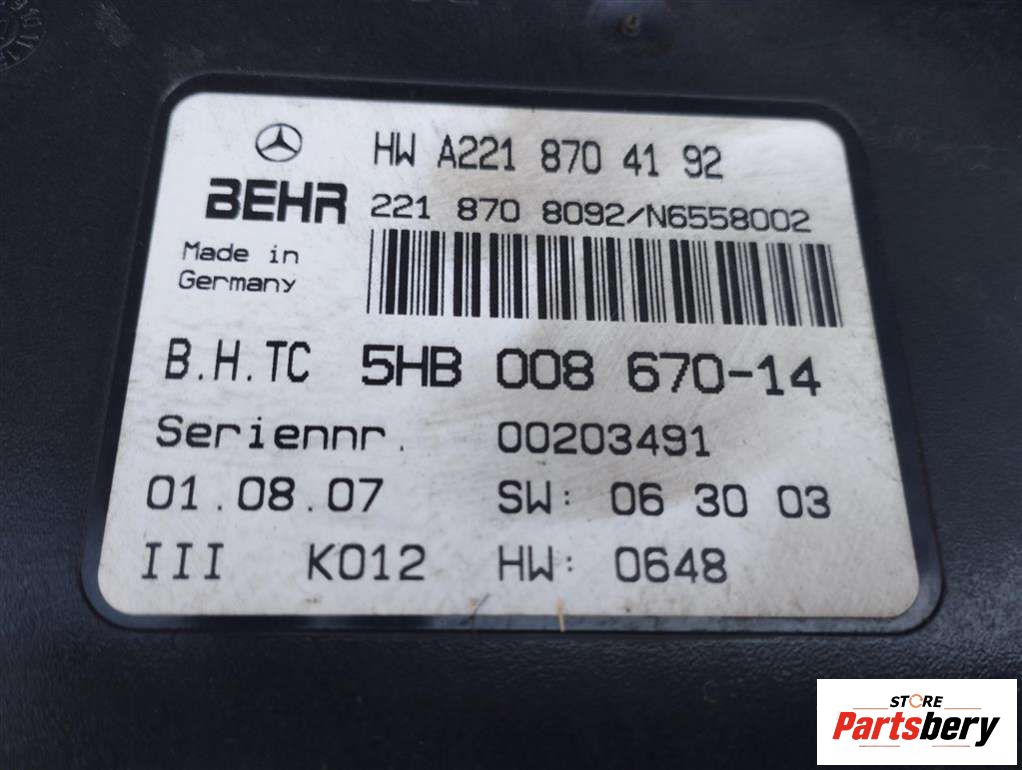 HW A221 870 41 92
BEHR 221 870 8092/N6558002
Made in
Germany
B.H.TC 5HB 008 670-14
Seriennr. 00203491
01.08.07 SW: 06 30 03
III K012 HW: 0648
STORE
Partsbery